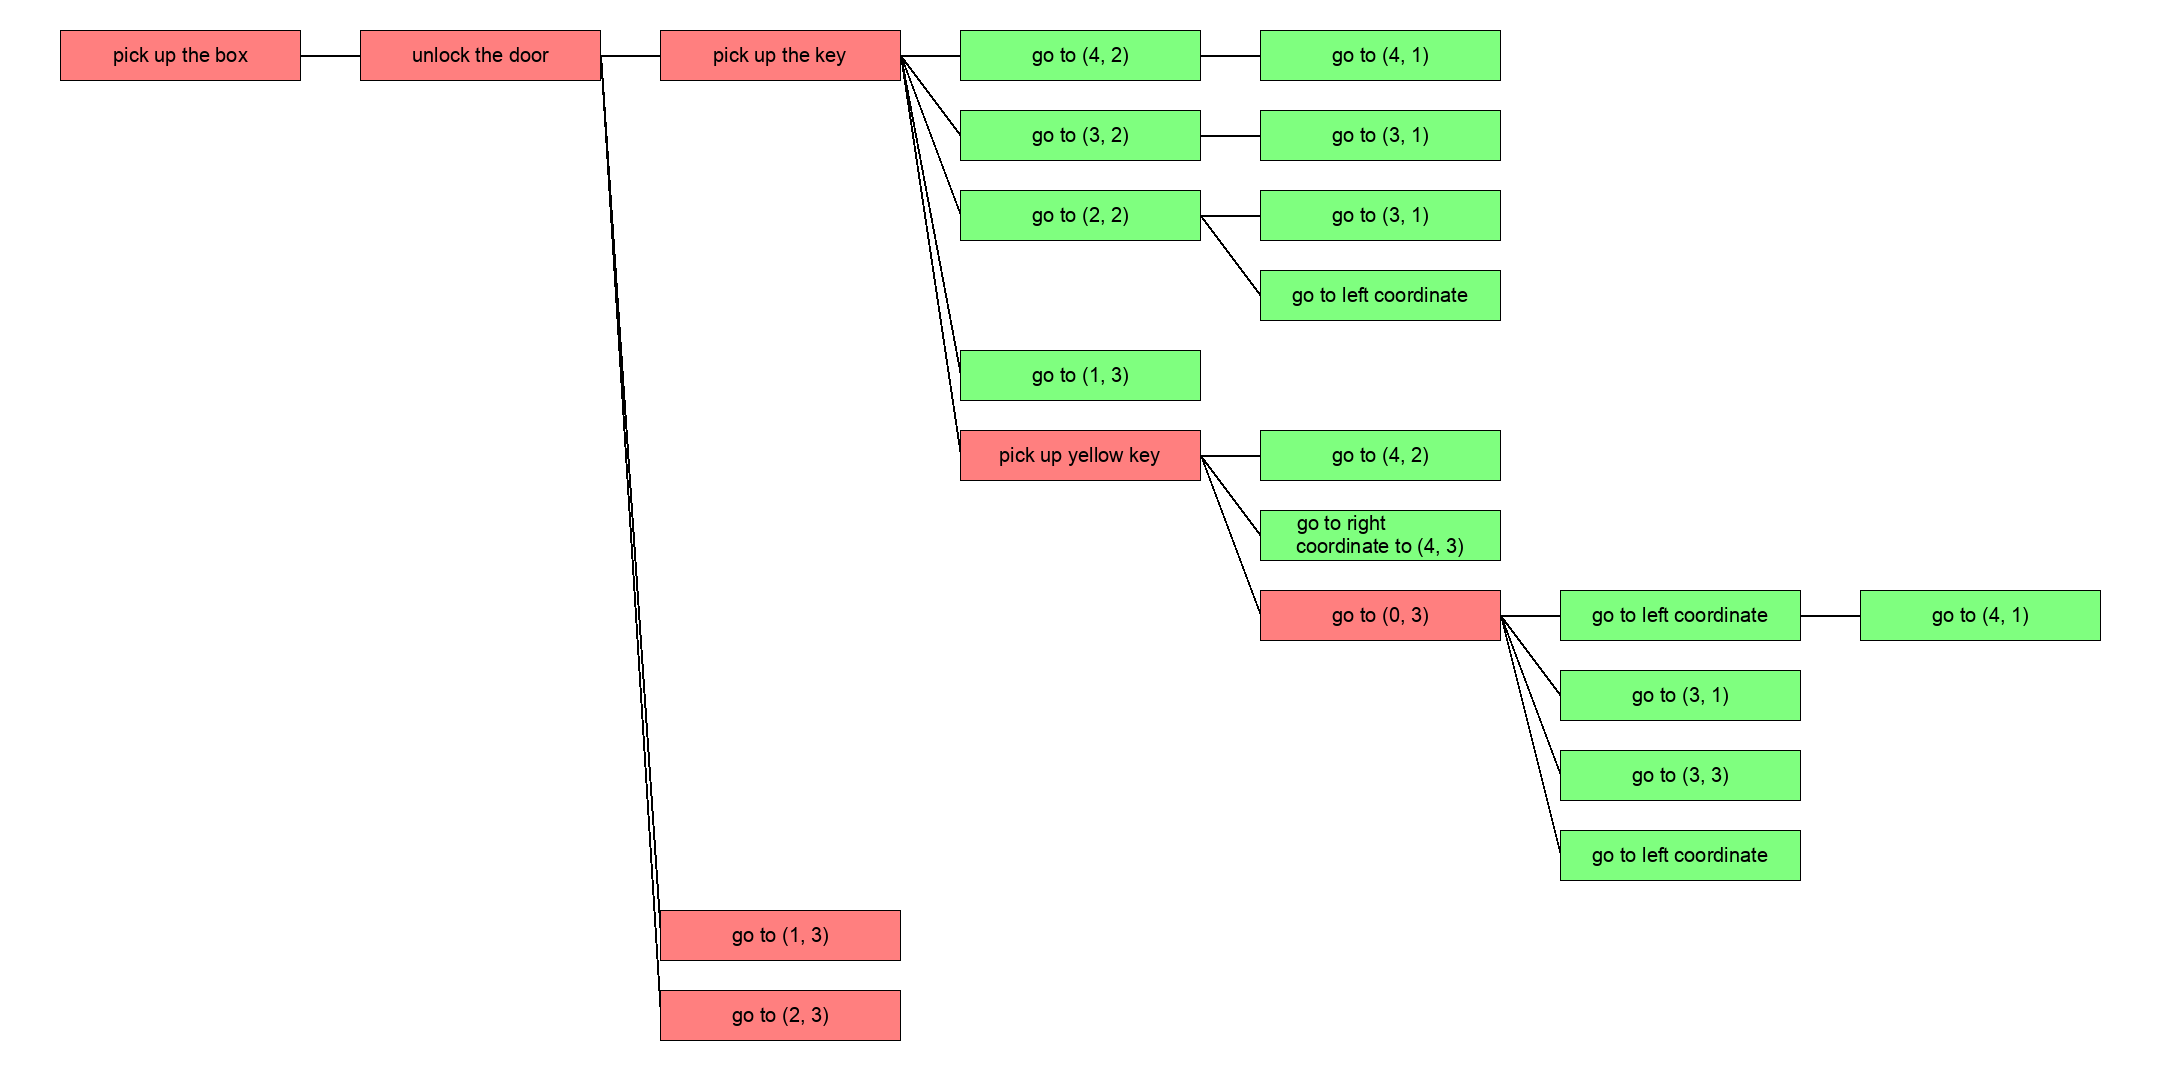 pick up the box
unlock the door
pick up the key
go to (4, 2)
go to (4, 1)
go to (3, 2)
go to (3, 1)
go to (2, 2)
go to (3, 1)
go to left coordinate
go to (1, 3)
pick up yellow key
go to (4, 2)
go to right
coordinate to (4, 3)
go to (0, 3)
go to left coordinate
go to (4, 1)
go to (3, 1)
go to (3, 3)
go to left coordinate
go to (1, 3)
go to (2, 3)